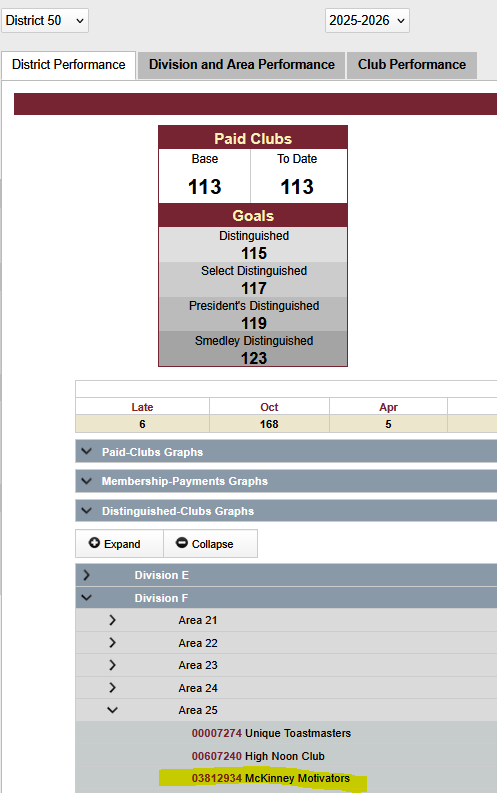 District 50 2025-2026
District Performance Division and Area Performance Club Performance
Paid Clubs
Base To Date
113 113
Goals
Distinguished
115
Select Distinguished
117
President's Distinguished
119
Smedley Distinguished
123
Late Oct Apr
6 168 5
Paid-Clubs Graphs
Membership-Payments Graphs
Distinguished-Clubs Graphs
Expand Collapse
Division E
Division F
Area 21
Area 22
Area 23
Area 24
Area 25
00007274 Unique Toastmasters
00607240 High Noon Club
03812934 McKinney Motivators